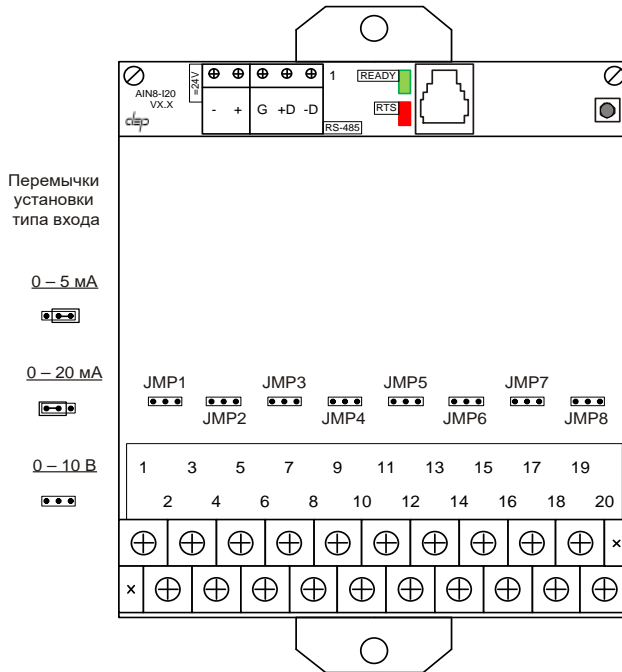 =24V
1
READY
AIN8-I20
VX.X
dep
RTS
- + G +D -D
RS-485
Перемычки
установки
типа входа
0 – 5 мА
0 – 20 мА
0 – 10 В
JMP1 JMP3 JMP5 JMP7
JMP2 JMP4 JMP6 JMP8
1 3 5 7 9 11 13 15 17 19
2 4 6 8 10 12 14 16 18 20